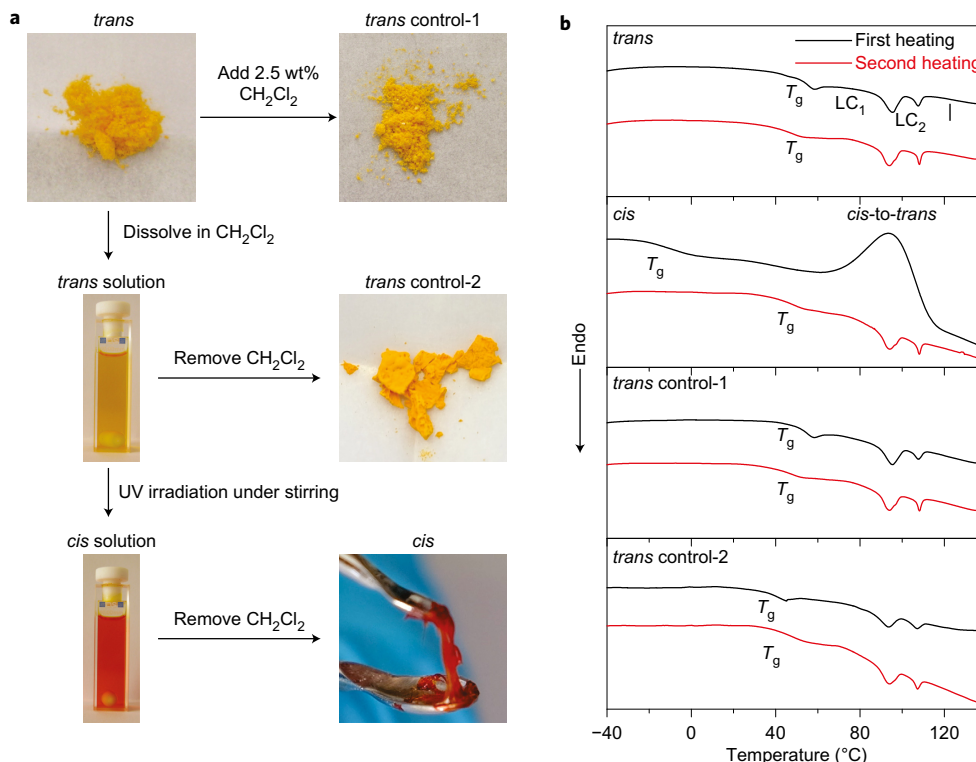 a
trans
Add 2.5 wt%
CH₂Cl₂
trans control-1
Dissolve in CH₂Cl₂
trans solution
Remove CH₂Cl₂
trans control-2
UV irradiation under stirring
cis solution
Remove CH₂Cl₂
cis
b
trans
First heating
Second heating
Tg
LC₁
LC₂
I
Tg
cis
cis-to-trans
Tg
Tg
Endo
trans control-1
Tg
Tg
trans control-2
Tg
Tg
−40 0 40 80 120
Temperature (°C)